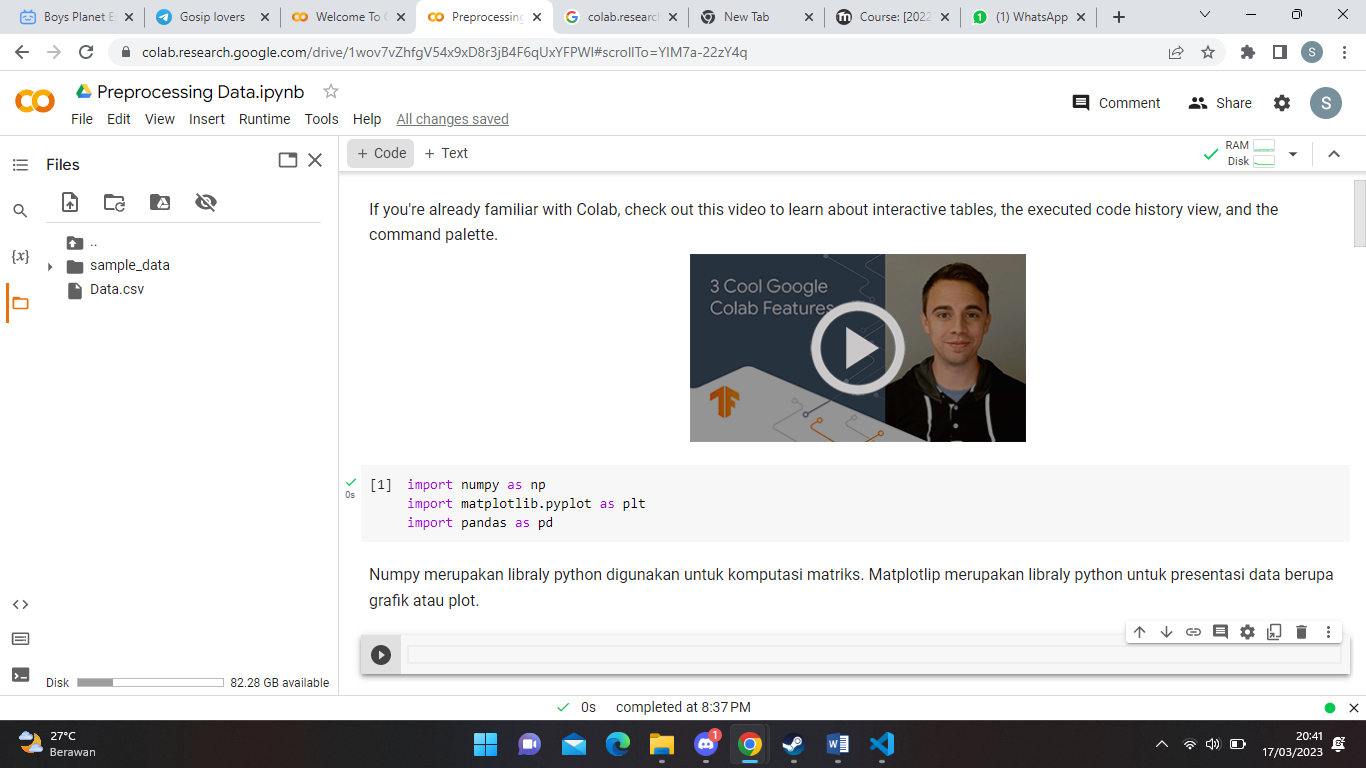 Boys Planet E
Gosip lovers
Welcome To C
Preprocessing
colab.researc
New Tab
Course: [2022
(1) WhatsApp
colab.research.google.com/drive/1wov7vZhfgV54x9xD8r3jB4F6qUxYFPWl#scrollTo=YIM7a-22zY4q
S
Preprocessing Data.ipynb
File Edit View Insert Runtime Tools Help All changes saved
Comment Share S
Files
+ Code + Text
RAM
Disk
{x}
..
sample_data
Data.csv
If you're already familiar with Colab, check out this video to learn about interactive tables, the executed code history view, and the
command palette.
3 Cool Google
Colab Features
[1] import numpy as np
0s
import matplotlib.pyplot as plt
import pandas as pd
Numpy merupakan libraly python digunakan untuk komputasi matriks. Matplotlip merupakan libraly python untuk presentasi data berupa
grafik atau plot.
Disk 82.28 GB available
0s completed at 8:37 PM
27°C
Berawan
1
20:41
17/03/2023